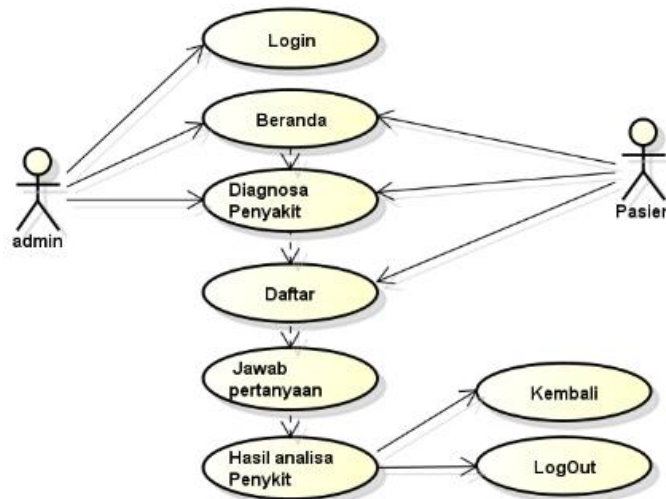 Login
Beranda
Diagnosa
Penyakit
admin
Pasien
Daftar
Jawab
pertanyaan
Kembali
Hasil analisa
Penykit
LogOut